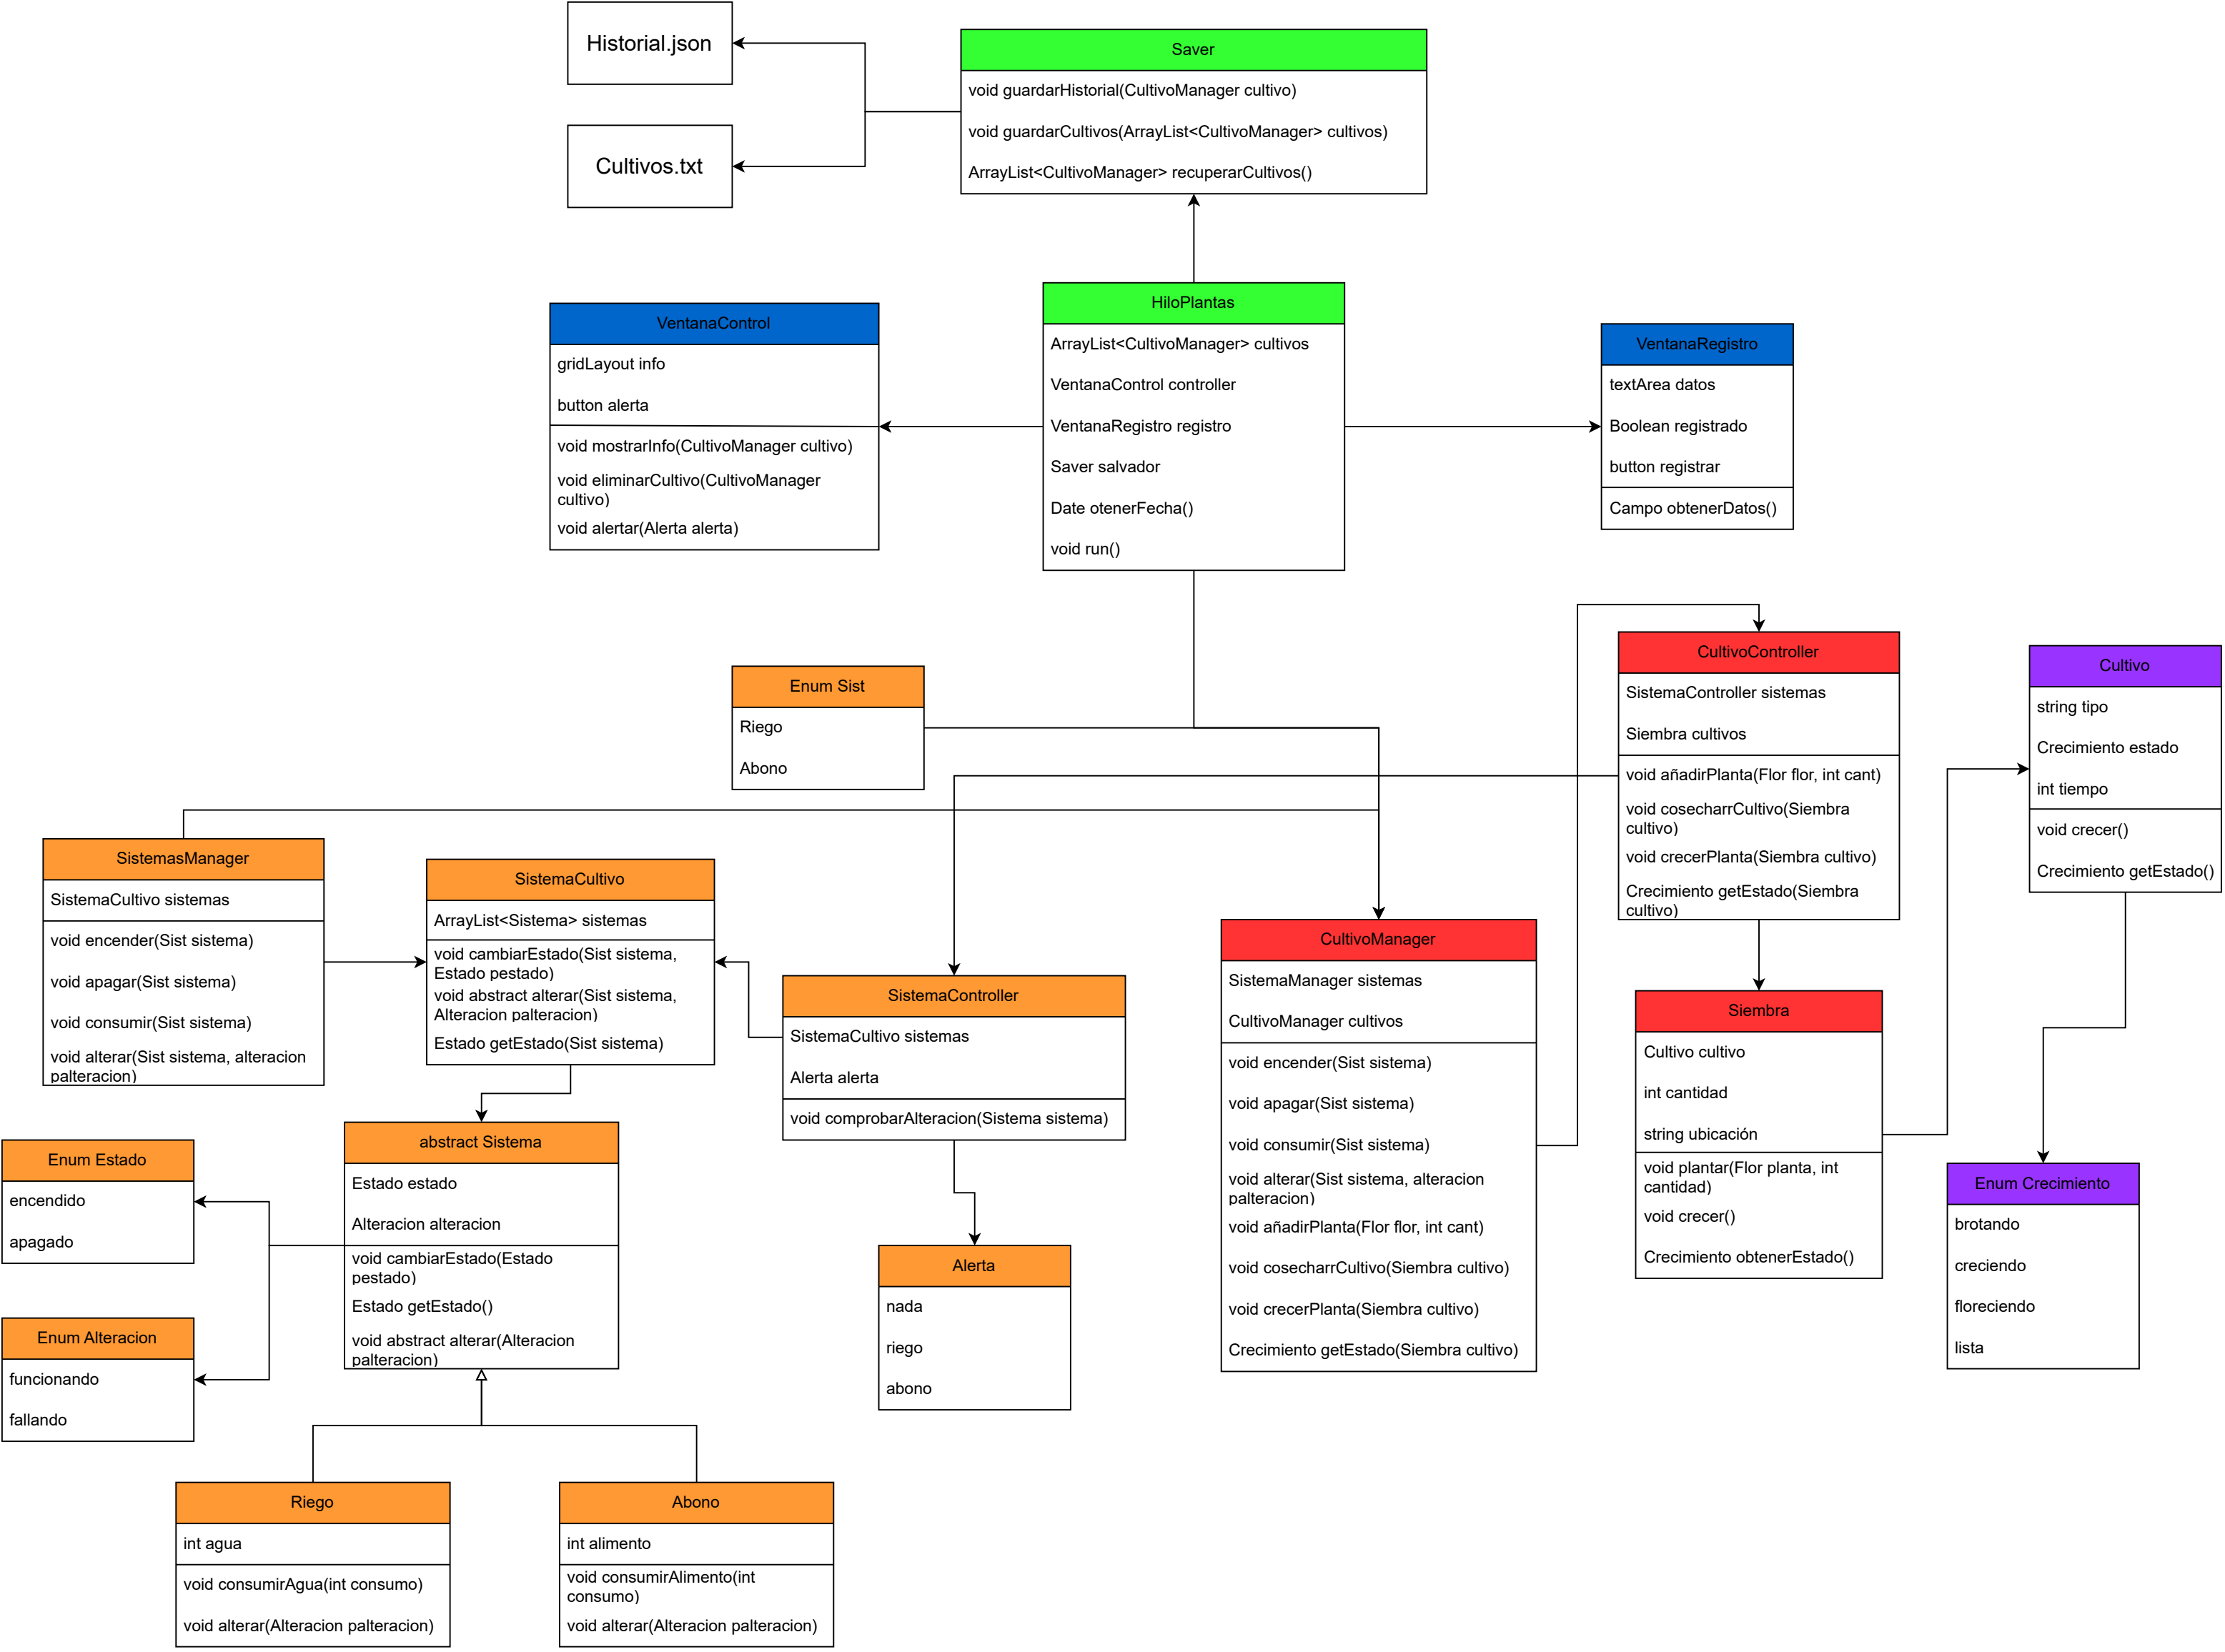 Historial.json
Cultivos.txt
Saver
void guardarHistorial(CultivoManager cultivo)
void guardarCultivos(ArrayList<CultivoManager> cultivos)
ArrayList<CultivoManager> recuperarCultivos()
VentanaControl
gridLayout info
button alerta
void mostrarInfo(CultivoManager cultivo)
void eliminarCultivo(CultivoManager
cultivo)
void alertar(Alerta alerta)
HiloPlantas
ArrayList<CultivoManager> cultivos
VentanaControl controller
VentanaRegistro registro
Saver salvador
Date otenerFecha()
void run()
VentanaRegistro
textArea datos
Boolean registrado
button registrar
Campo obtenerDatos()
Enum Sist
Riego
Abono
CultivoController
SistemaController sistemas
Siembra cultivos
void añadirPlanta(Flor flor, int cant)
void cosecharrCultivo(Siembra
cultivo)
void crecerPlanta(Siembra cultivo)
Crecimiento getEstado(Siembra
cultivo)
Cultivo
string tipo
Crecimiento estado
int tiempo
void crecer()
Crecimiento getEstado()
SistemasManager
SistemaCultivo sistemas
void encender(Sist sistema)
void apagar(Sist sistema)
void consumir(Sist sistema)
void alterar(Sist sistema, alteracion
palteracion)
SistemaCultivo
ArrayList<Sistema> sistemas
void cambiarEstado(Sist sistema,
Estado pestado)
void abstract alterar(Sist sistema,
Alteracion palteracion)
Estado getEstado(Sist sistema)
SistemaController
SistemaCultivo sistemas
Alerta alerta
void comprobarAlteracion(Sistema sistema)
CultivoManager
SistemaManager sistemas
CultivoManager cultivos
void encender(Sist sistema)
void apagar(Sist sistema)
void consumir(Sist sistema)
void alterar(Sist sistema, alteracion
palteracion)
void añadirPlanta(Flor flor, int cant)
void cosecharrCultivo(Siembra cultivo)
void crecerPlanta(Siembra cultivo)
Crecimiento getEstado(Siembra cultivo)
Siembra
Cultivo cultivo
int cantidad
string ubicación
void plantar(Flor planta, int
cantidad)
void crecer()
Crecimiento obtenerEstado()
Enum Crecimiento
brotando
creciendo
floreciendo
lista
Enum Estado
encendido
apagado
abstract Sistema
Estado estado
Alteracion alteracion
void cambiarEstado(Estado
pestado)
Estado getEstado()
void abstract alterar(Alteracion
palteracion)
Alerta
nada
riego
abono
Enum Alteracion
funcionando
fallando
Riego
int agua
void consumirAgua(int consumo)
void alterar(Alteracion palteracion)
Abono
int alimento
void consumirAlimento(int
consumo)
void alterar(Alteracion palteracion)